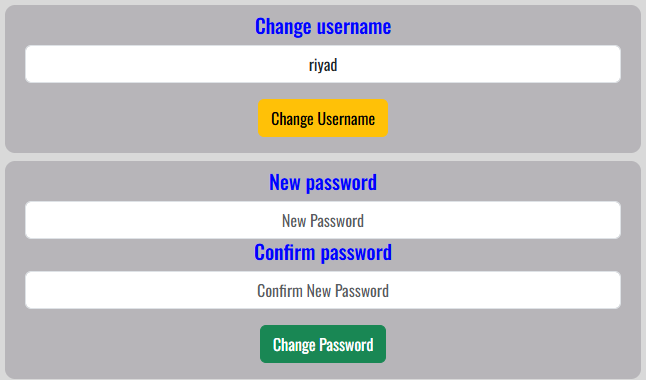 Change username
riyad
Change Username
New password
New Password
Confirm password
Confirm New Password
Change Password